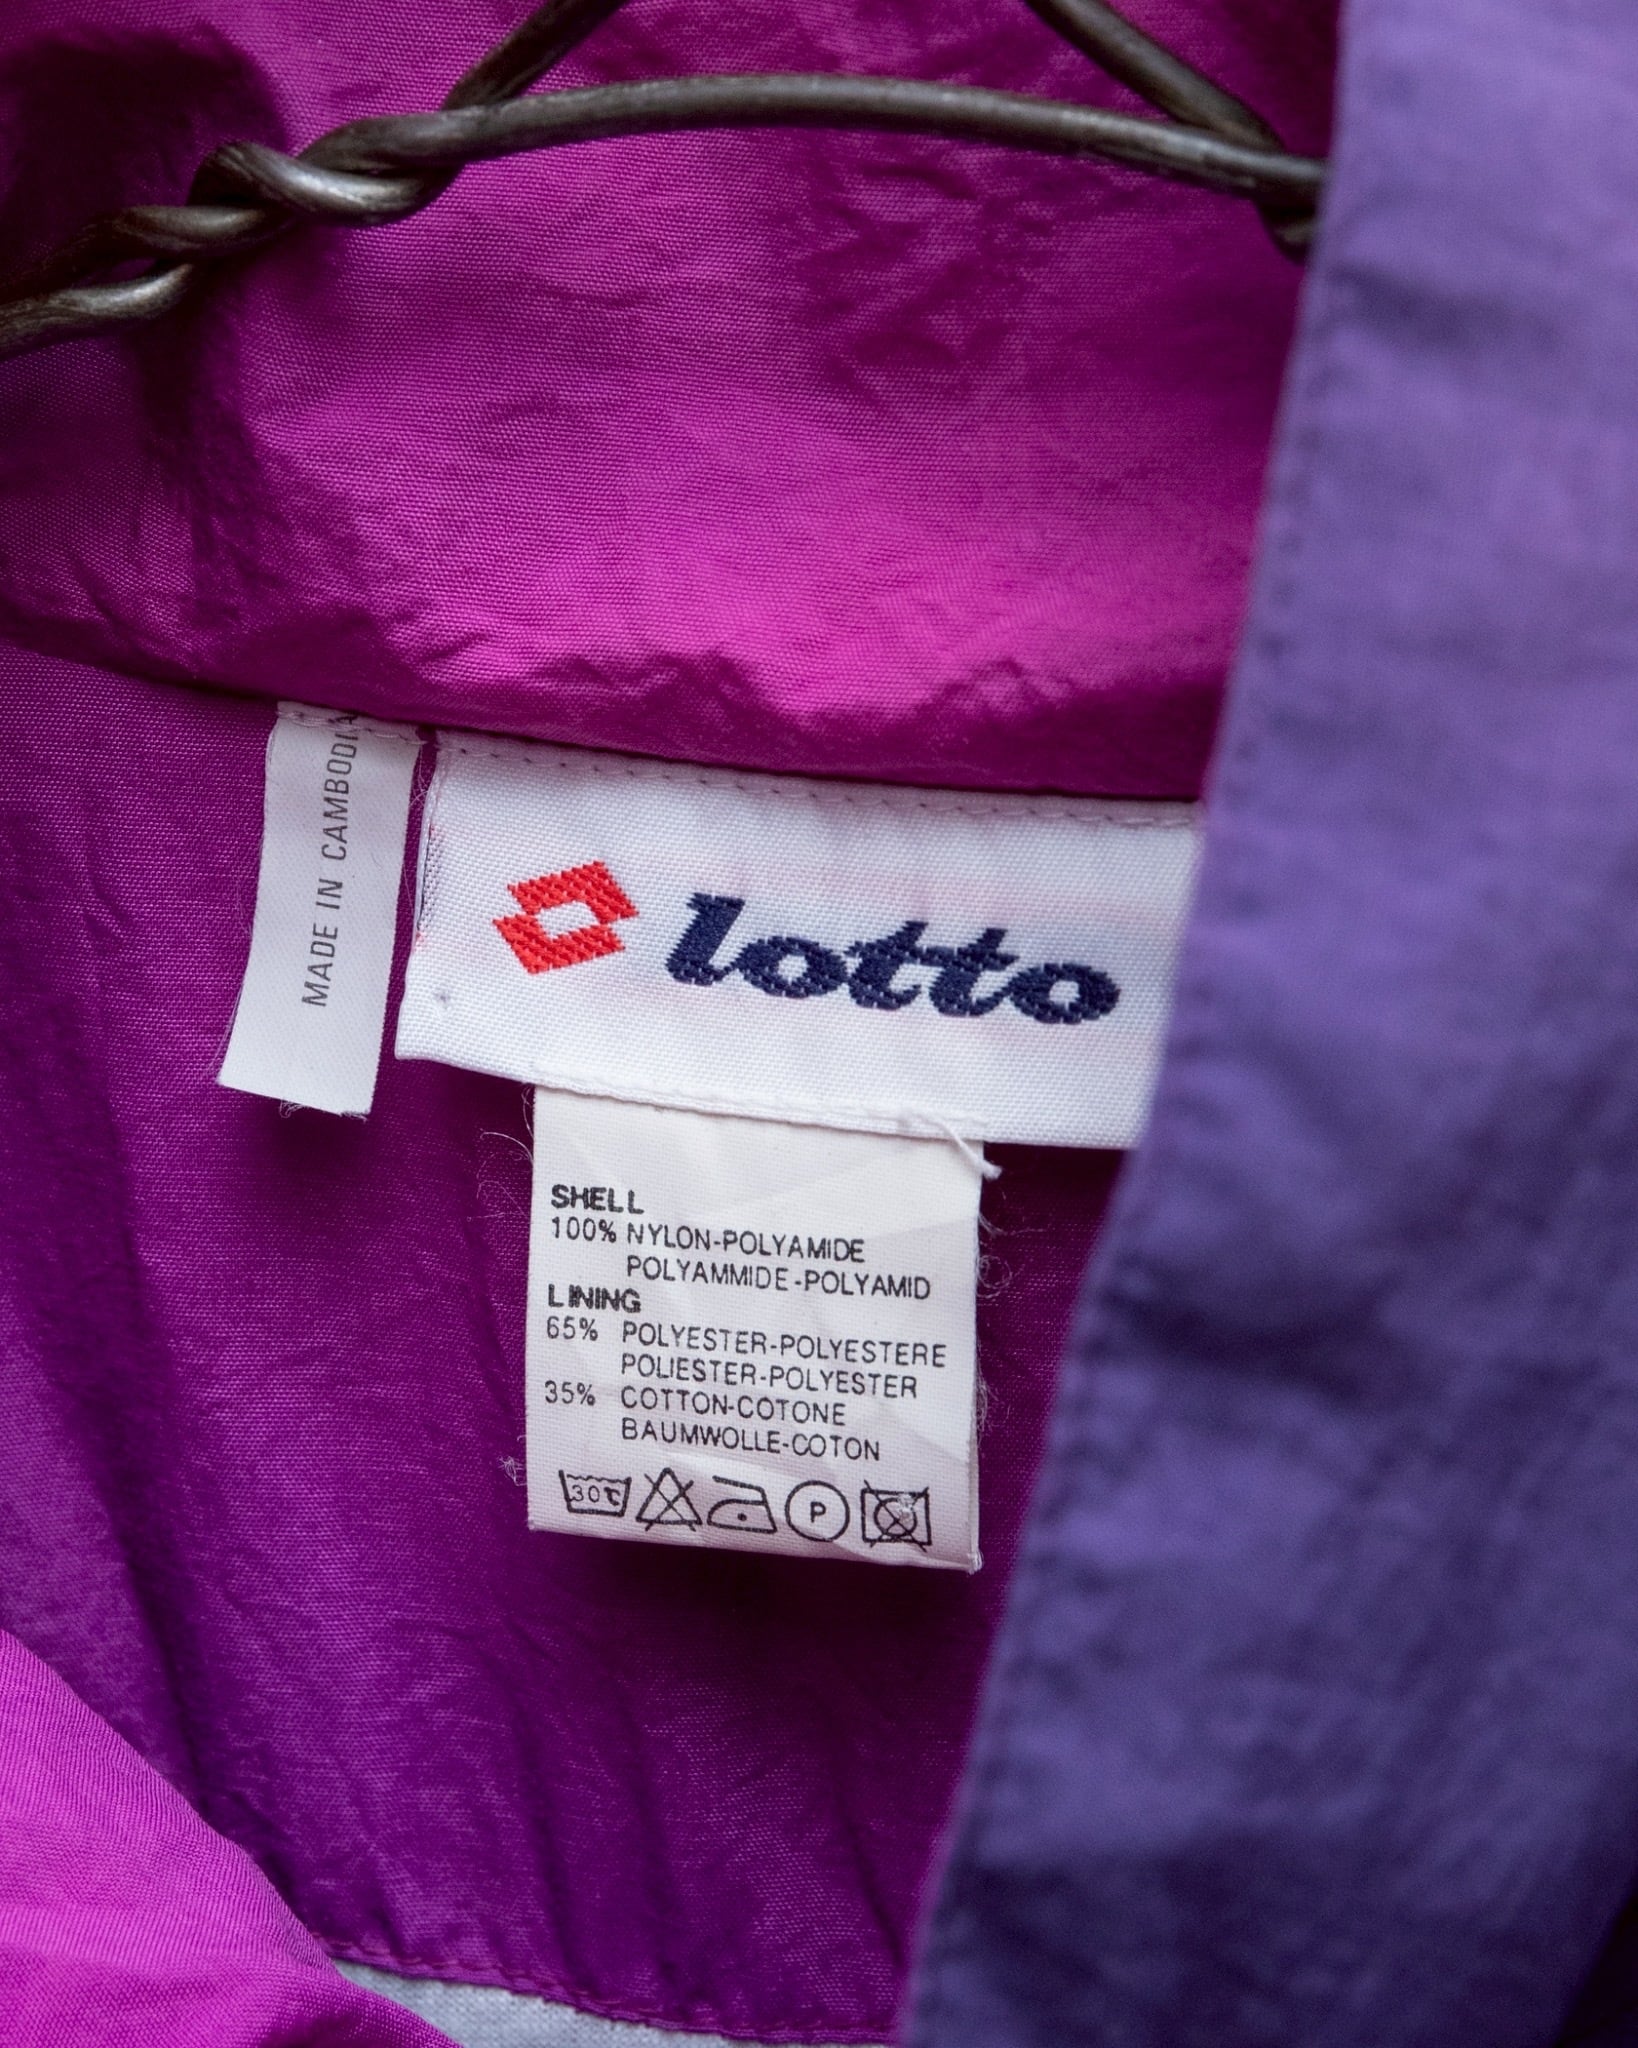 MADE IN CAMBODIA
lotto
SHELL
100% NYLON-POLYAMIDE
POLYAMMIDE-POLYAMID
LINING
65% POLYESTER-POLYESTERE
POLIESTER-POLYESTER
35% COTTON-COTONE
BAUMWOLLE-COTON
30℃
P